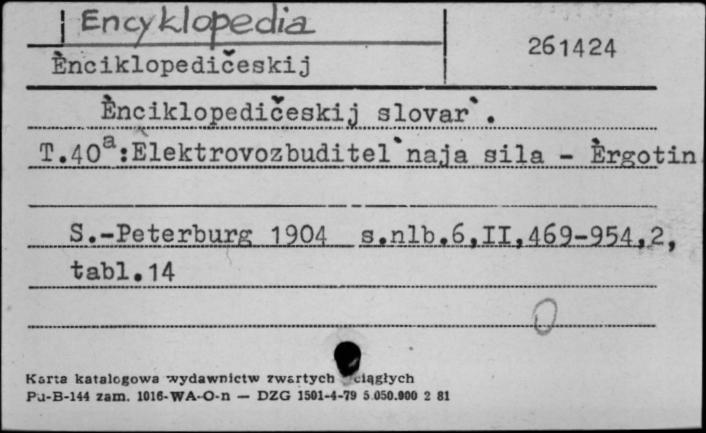 Encyklopedia
261424
Ènciklopedičeskij
Ènciklopedičeskij slovar`.
T.40ª:Elektrovozbuditel`naja sila - Èrgotin
S.-Peterburg 1904 s.nlb.6,II,469-954,2,
tabl.14
0
Karta katalogowa wydawnictw zwartych ciągłych
Pu-B-144 zam. 1016-WA-O-n — DZG 1501-4-79 5.050.000 2 81